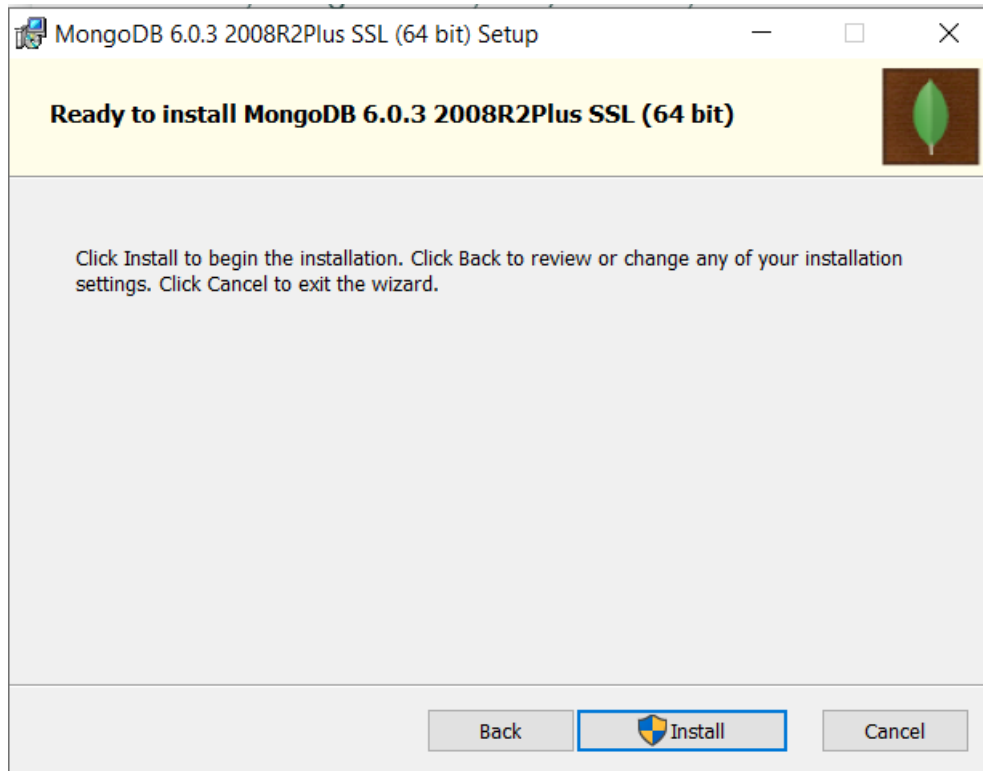 MongoDB 6.0.3 2008R2Plus SSL (64 bit) Setup
Ready to install MongoDB 6.0.3 2008R2Plus SSL (64 bit)
Click Install to begin the installation. Click Back to review or change any of your installation
settings. Click Cancel to exit the wizard.
Back
Install
Cancel